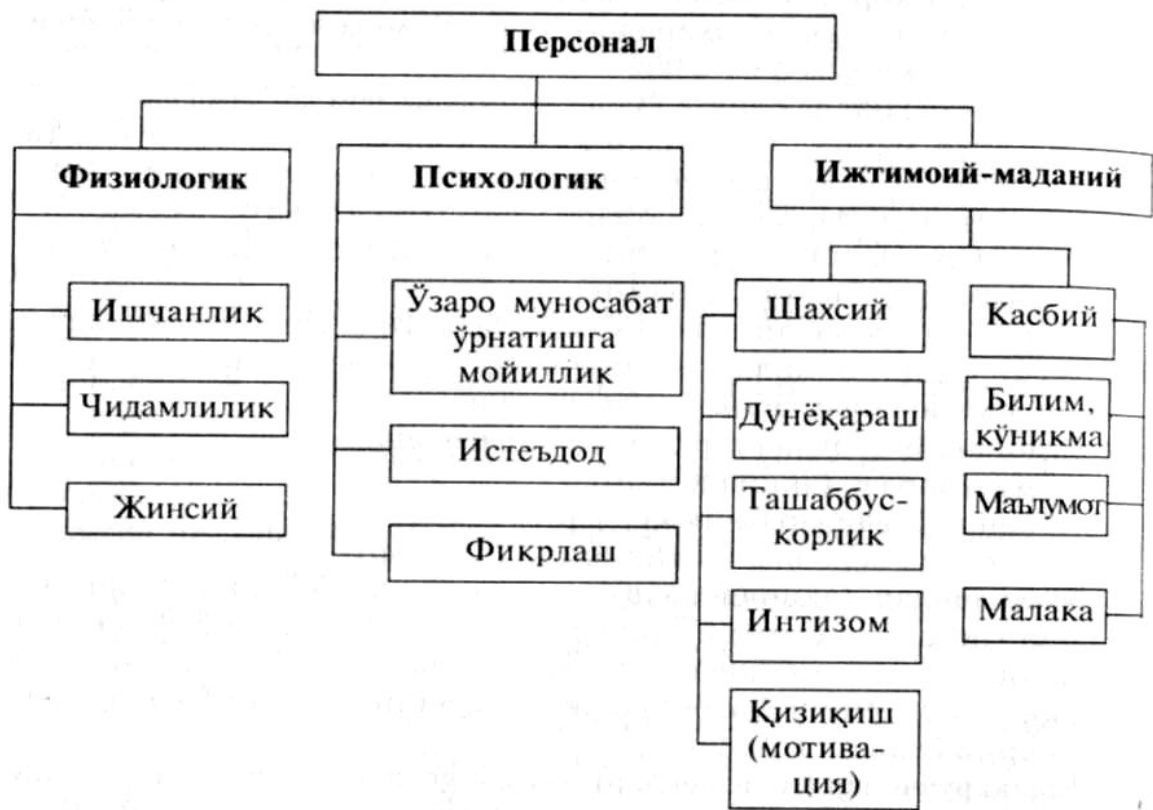 Персонал
Физиологик
Психологик
Ижтимоий-маданий
Ишчанлик
Чидамлилик
Жинсий
Ўзаро муносабат
ўрнатишга
мойиллик
Истеъдод
Фикрлаш
Шахсий
Дунёқараш
Ташаббус-
корлик
Интизом
Қизиқиш
(мотива-
ция)
Касбий
Билим,
кўникма
Маълумот
Малака